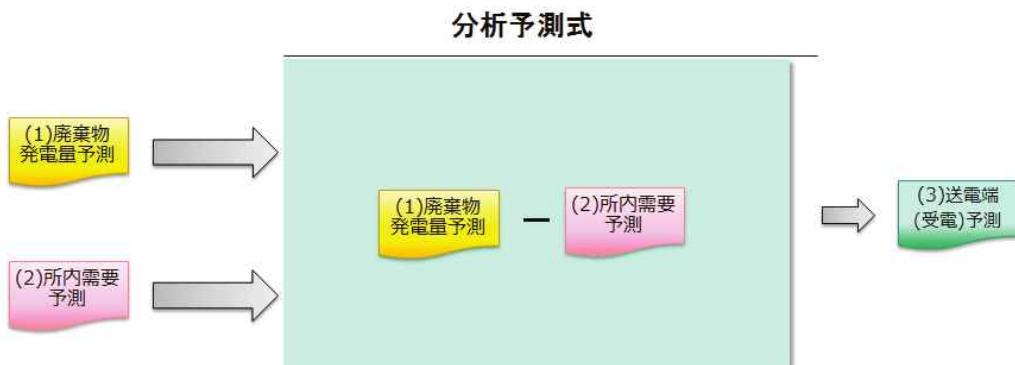 分析予測式
(1)廃棄物
発電量予測
(2)所内需要
予測
(1)廃棄物
発電量予測
ー
(2)所内需要
予測
(3)送電端
(受電)予測